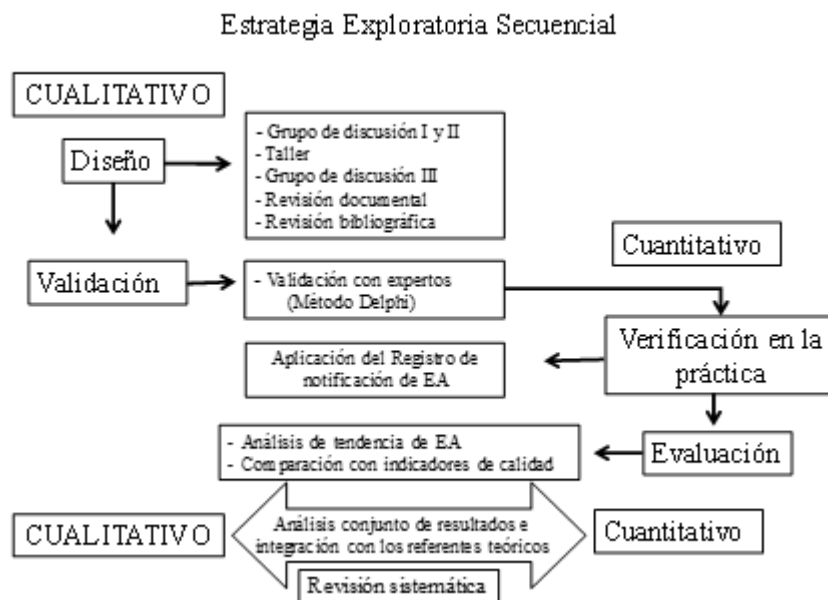 Estrategia Exploratoria Secuencial
CUALITATIVO
Diseño
- Grupo de discusión I y II
- Taller
- Grupo de discusión III
- Revisión documental
- Revisión bibliográfica
Cuantitativo
Validación
- Validación con expertos
(Método Delphi)
Verificación en la
práctica
Aplicación del Registro de
notificación de EA
- Análisis de tendencia de EA
- Comparación con indicadores de calidad
Evaluación
CUALITATIVO
Análisis conjunto de resultados e
integración con los referentes teóricos
Cuantitativo
Revisión sistemática